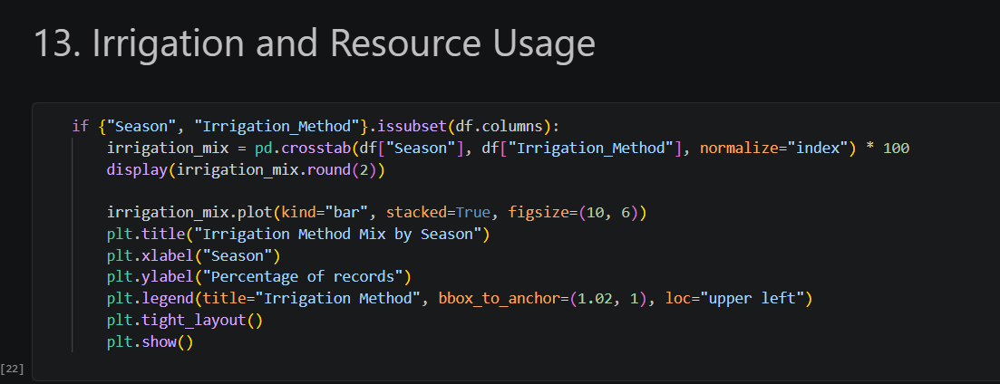 13. Irrigation and Resource Usage
if {"Season", "Irrigation_Method"}.issubset(df.columns):
    irrigation_mix = pd.crosstab(df["Season"], df["Irrigation_Method"], normalize="index") * 100
    display(irrigation_mix.round(2))

    irrigation_mix.plot(kind="bar", stacked=True, figsize=(10, 6))
    plt.title("Irrigation Method Mix by Season")
    plt.xlabel("Season")
    plt.ylabel("Percentage of records")
    plt.legend(title="Irrigation Method", bbox_to_anchor=(1.02, 1), loc="upper left")
    plt.tight_layout()
    plt.show()
[22]